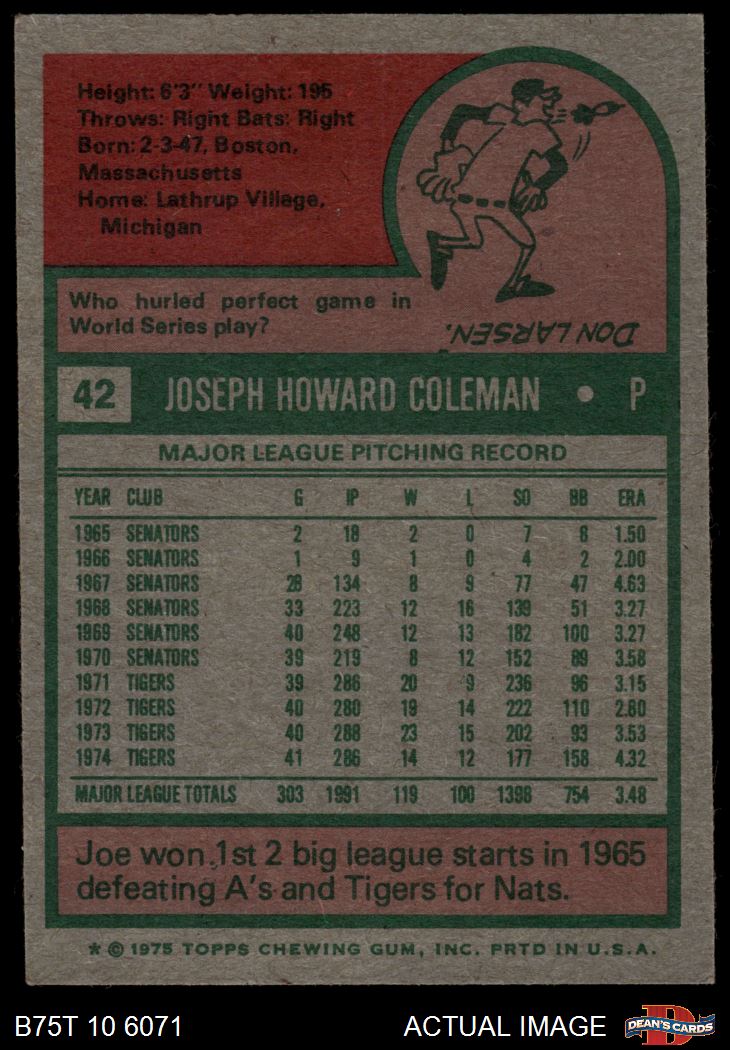 Height: 6'3" Weight: 195
Throws: Right Bats: Right
Born: 2-3-47, Boston,
Massachusetts
Home: Lathrup Village,
Michigan
Who hurled perfect game in
World Series play?
DON LARSEN.
42 JOSEPH HOWARD COLEMAN • P
MAJOR LEAGUE PITCHING RECORD
YEAR CLUB G IP W L SO BB ERA
1965 SENATORS 2 18 2 0 7 8 1.50
1966 SENATORS 1 9 1 0 4 2 2.00
1967 SENATORS 28 134 8 9 77 47 4.63
1968 SENATORS 33 223 12 16 139 51 3.27
1969 SENATORS 40 248 12 13 182 100 3.27
1970 SENATORS 39 219 8 12 152 89 3.58
1971 TIGERS 39 286 20 9 236 96 3.15
1972 TIGERS 40 280 19 14 222 110 2.80
1973 TIGERS 40 288 23 15 202 93 3.53
1974 TIGERS 41 286 14 12 177 158 4.32
MAJOR LEAGUE TOTALS 303 1991 119 100 1398 754 3.48
Joe won 1st 2 big league starts in 1965
defeating A's and Tigers for Nats.
* © 1975 TOPPS CHEWING GUM, INC. PRTD IN U.S.A.
B75T 10 6071 ACTUAL IMAGE DEAN'S CARDS